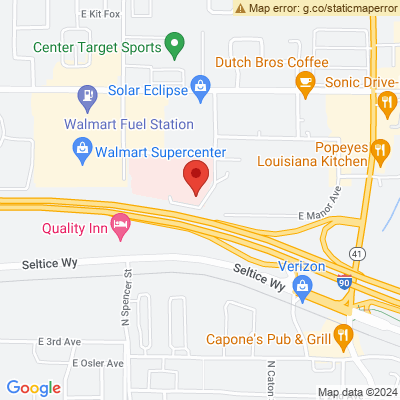 Map error: g.co/staticmaperror
E Kit Fox
Center Target Sports
Dutch Bros Coffee
Solar Eclipse
Sonic Drive-
Walmart Fuel Station
Walmart Supercenter
Popeyes
Louisiana Kitchen
E Manor Ave
Quality Inn
41
Seltice Wy
Seltice Wy
Verizon
90
N Spencer St
E 3rd Ave
Capone's Pub & Grill
E Osler Ave
N Caton
Google
Map data ©2024